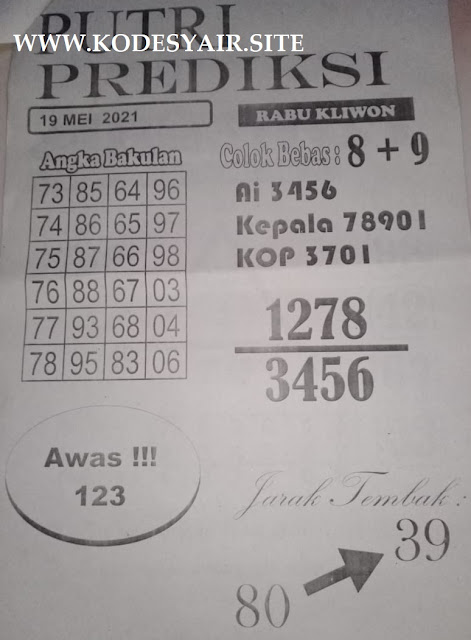 PUTRI
WWW.KODESYAIR.SITE
PREDIKSI
19 MEI 2021
RABU KLIWON
Angka Bakulan
73 85 64 96
74 86 65 97
75 87 66 98
76 88 67 03
77 93 68 04
78 95 83 06
Colok Bebas : 8 + 9
Ai 3456
Kepala 78901
KOP 3701
1278
3456
Awas !!!
123
Jarak Tembak :
39
80